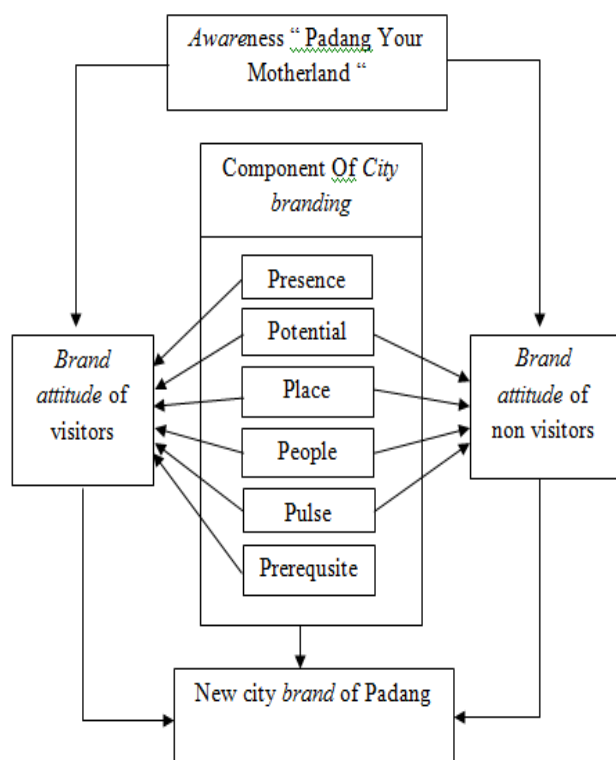 Awareness “ Padang Your
Motherland “
Component Of City
branding
Presence
Potential
Place
People
Pulse
Prerequsite
Brand
attitude of
visitors
Brand
attitude of
non visitors
New city brand of Padang